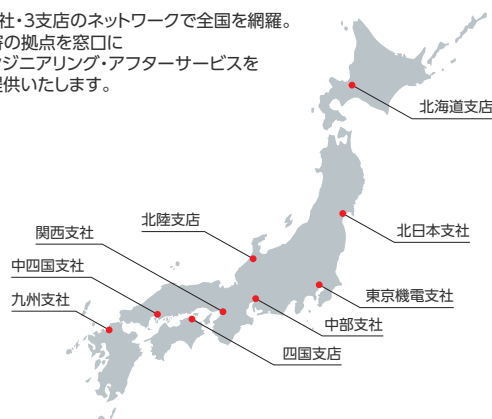 社・3支店のネットワークで全国を網羅。
の拠点を窓口に
ジニアリング・アフターサービスを
供いたします。
北海道支店
北陸支店
北日本支社
関西支社
中四国支社
東京機電支社
九州支社
中部支社
四国支店